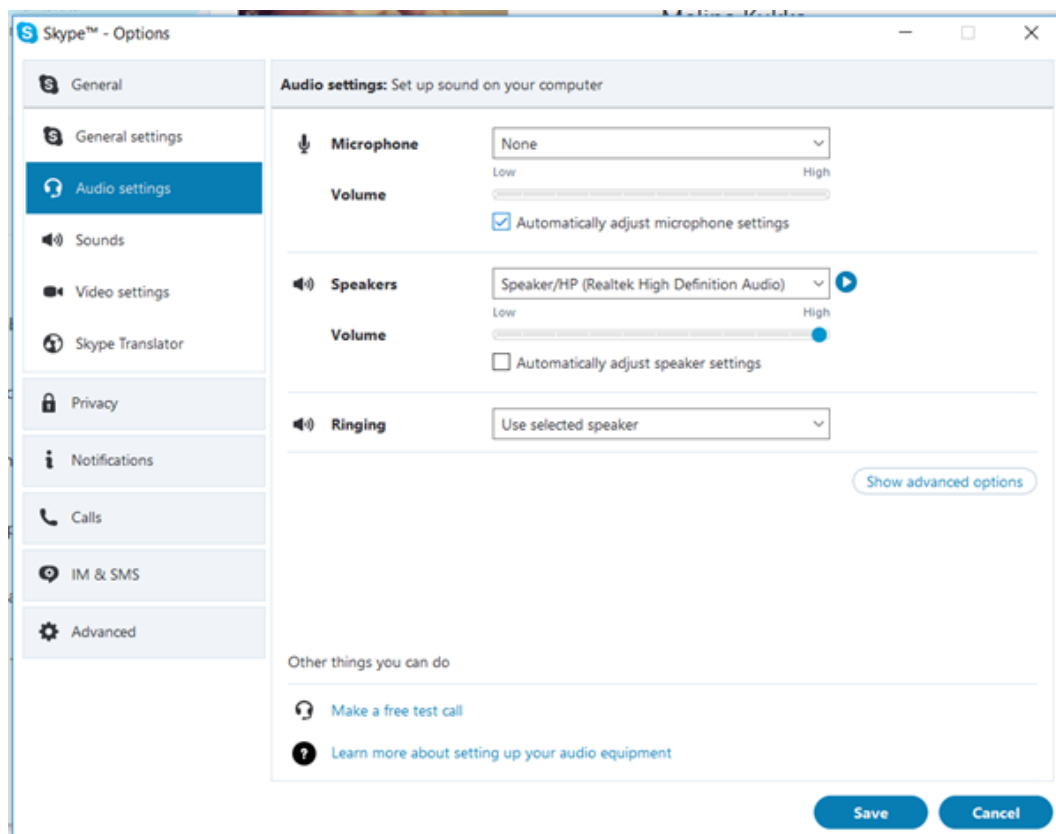 Skype™ - Options
General
General settings
Audio settings
Sounds
Video settings
Skype Translator
Privacy
Notifications
Calls
IM & SMS
Advanced
Audio settings: Set up sound on your computer
Microphone
None
Low High
Volume
Automatically adjust microphone settings
Speakers
Speaker/HP (Realtek High Definition Audio)
Low High
Volume
Automatically adjust speaker settings
Ringing
Use selected speaker
Show advanced options
Other things you can do
Make a free test call
Learn more about setting up your audio equipment
Save
Cancel